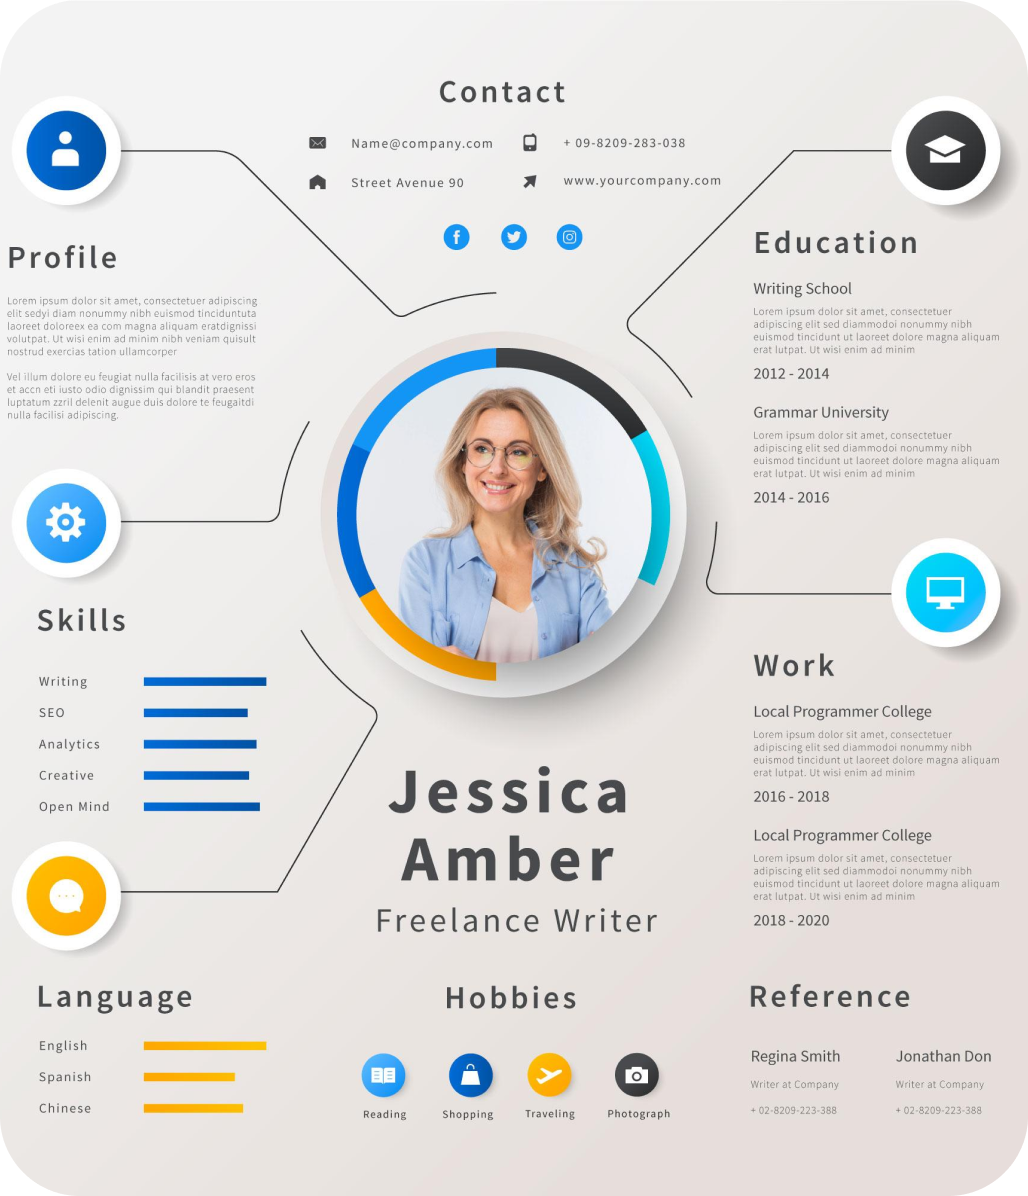 Contact
Name@company.com
+ 09-8209-283-038
Street Avenue 90
www.yourcompany.com
Profile
Lorem ipsum dolor sit amet, consectetuer adipiscing
elit sedyi diam nonummy nibh euismod tinciduntuta
laoreet doloreex ea com magna aliquam eratdignissi
volutpat. Ut wisi enim ad minim nibh veniam quisult
nostrud exercias tation ullamcorper
Vel illum dolore eu feugiat nulla facilisis at vero eros
et accn eti iusto odio dignissim qui blandit praesent
luptatum zzril delenit augue duis dolore te feugaitdi
nulla facilisi adipiscing.
Skills
Writing
SEO
Analytics
Creative
Open Mind
Language
English
Spanish
Chinese
Jessica
Amber
Freelance Writer
Hobbies
Reading
Shopping
Traveling
Photograph
Education
Writing School
Lorem ipsum dolor sit amet, consectetuer
adipiscing elit sed diammodoi nonummy nibh
euismod tincidunt ut laoreet dolore magna aliquam
erat lutpat. Ut wisi enim ad minim
2012 - 2014
Grammar University
Lorem ipsum dolor sit amet, consectetuer
adipiscing elit sed diammodoi nonummy nibh
euismod tincidunt ut laoreet dolore magna aliquam
erat lutpat. Ut wisi enim ad minim
2014 - 2016
Work
Local Programmer College
Lorem ipsum dolor sit amet, consectetuer
adipiscing elit sed diammodoi nonummy nibh
euismod tincidunt ut laoreet dolore magna aliquam
erat lutpat. Ut wisi enim ad minim
2016 - 2018
Local Programmer College
Lorem ipsum dolor sit amet, consectetuer
adipiscing elit sed diammodoi nonummy nibh
euismod tincidunt ut laoreet dolore magna aliquam
erat lutpat. Ut wisi enim ad minim
2018 - 2020
Reference
Regina Smith
Writer at Company
+ 02-8209-223-388
Jonathan Don
Writer at Company
+ 02-8209-223-388